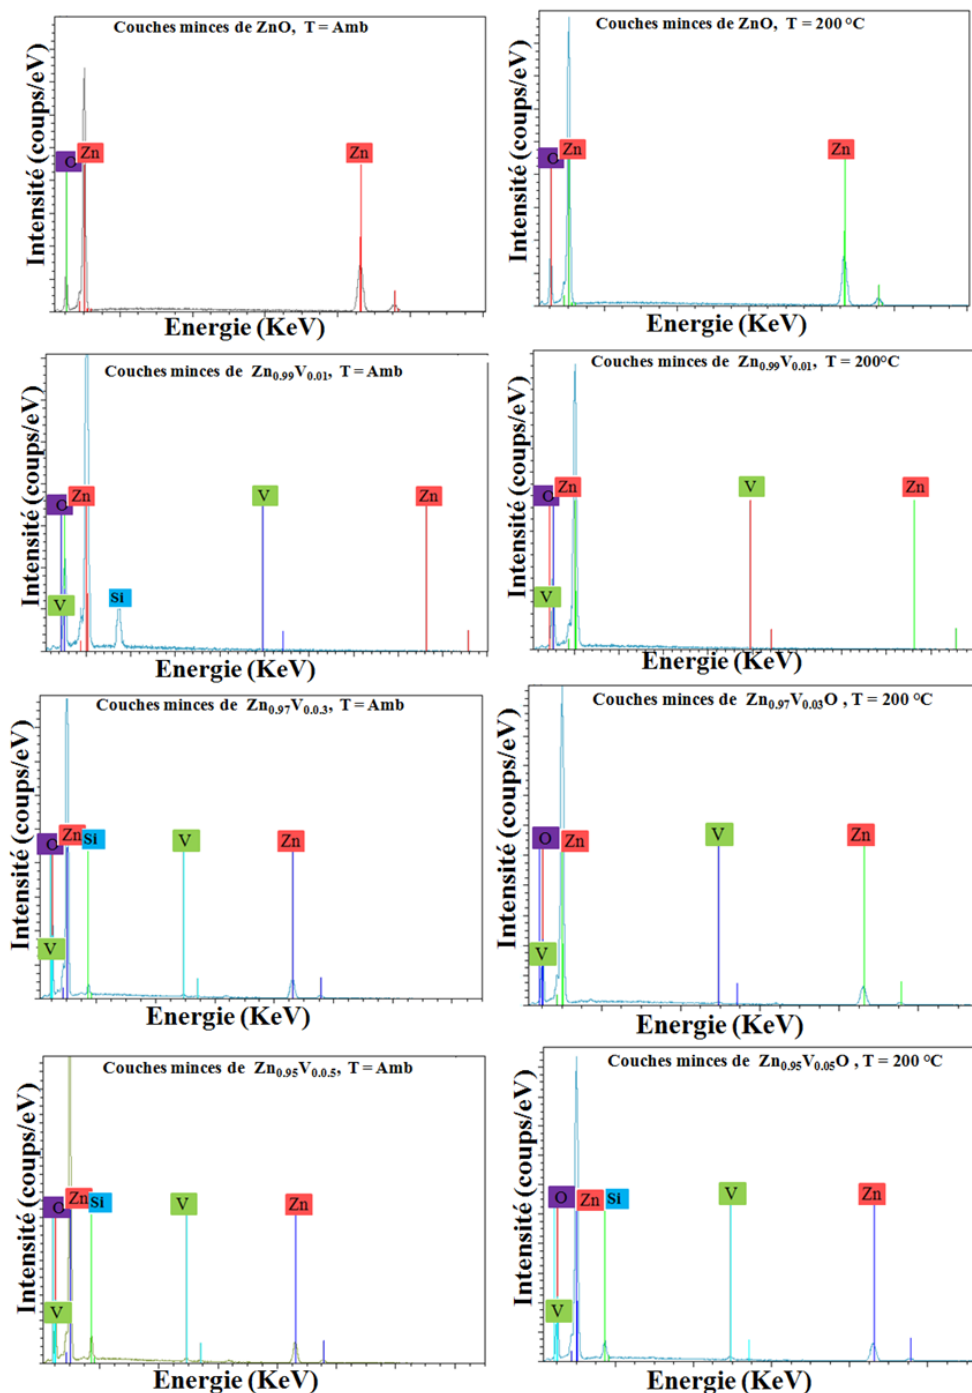 Couches minces de ZnO, T = Amb
Intensité (coups/eV)
O
Zn
Zn
Energie (KeV)
Couches minces de ZnO, T = 200 °C
Intensité (coups/eV)
O
Zn
Zn
Energie (KeV)
Couches minces de Zn0.99V0.01, T = Amb
Intensité (coups/eV)
O
Zn
V
Zn
V
Si
Energie (KeV)
Couches minces de Zn0.99V0.01, T = 200°C
Intensité (coups/eV)
O
Zn
V
Zn
V
Energie (KeV)
Couches minces de Zn0.97V0.0.3, T = Amb
Intensité (coups/eV)
O
Zn
Si
V
Zn
V
Energie (KeV)
Couches minces de Zn0.97V0.03O , T = 200 °C
Intensité (coups/eV)
O
Zn
V
Zn
V
Energie (KeV)
Couches minces de Zn0.95V0.0.5, T = Amb
Intensité (coups/eV)
O
Zn
Si
V
Zn
V
Energie (KeV)
Couches minces de Zn0.95V0.05O , T = 200 °C
Intensité (coups/eV)
O
Zn
Si
V
Zn
V
Energie (KeV)